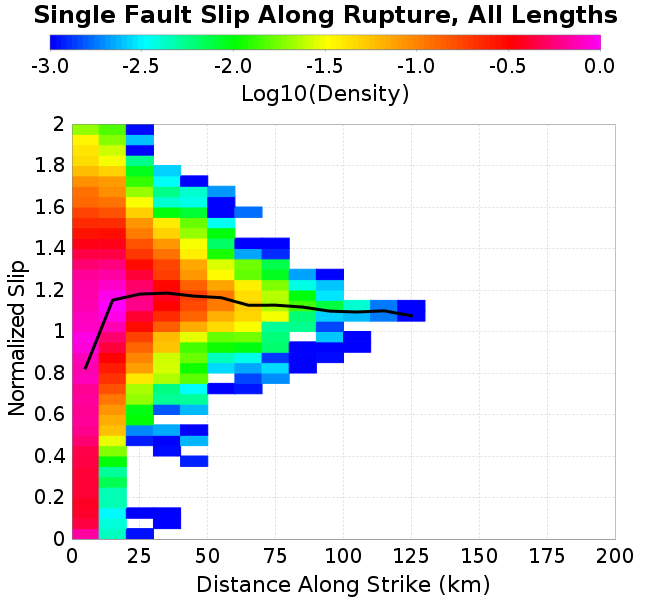 Single Fault Slip Along Rupture, All Lengths
-3.0 -2.5 -2.0 -1.5 -1.0 -0.5 0.0
Log10(Density)
2
1.8
1.6
1.4
1.2
1
0.8
0.6
0.4
0.2
0
Normalized Slip
0 25 50 75 100 125 150 175 200
Distance Along Strike (km)